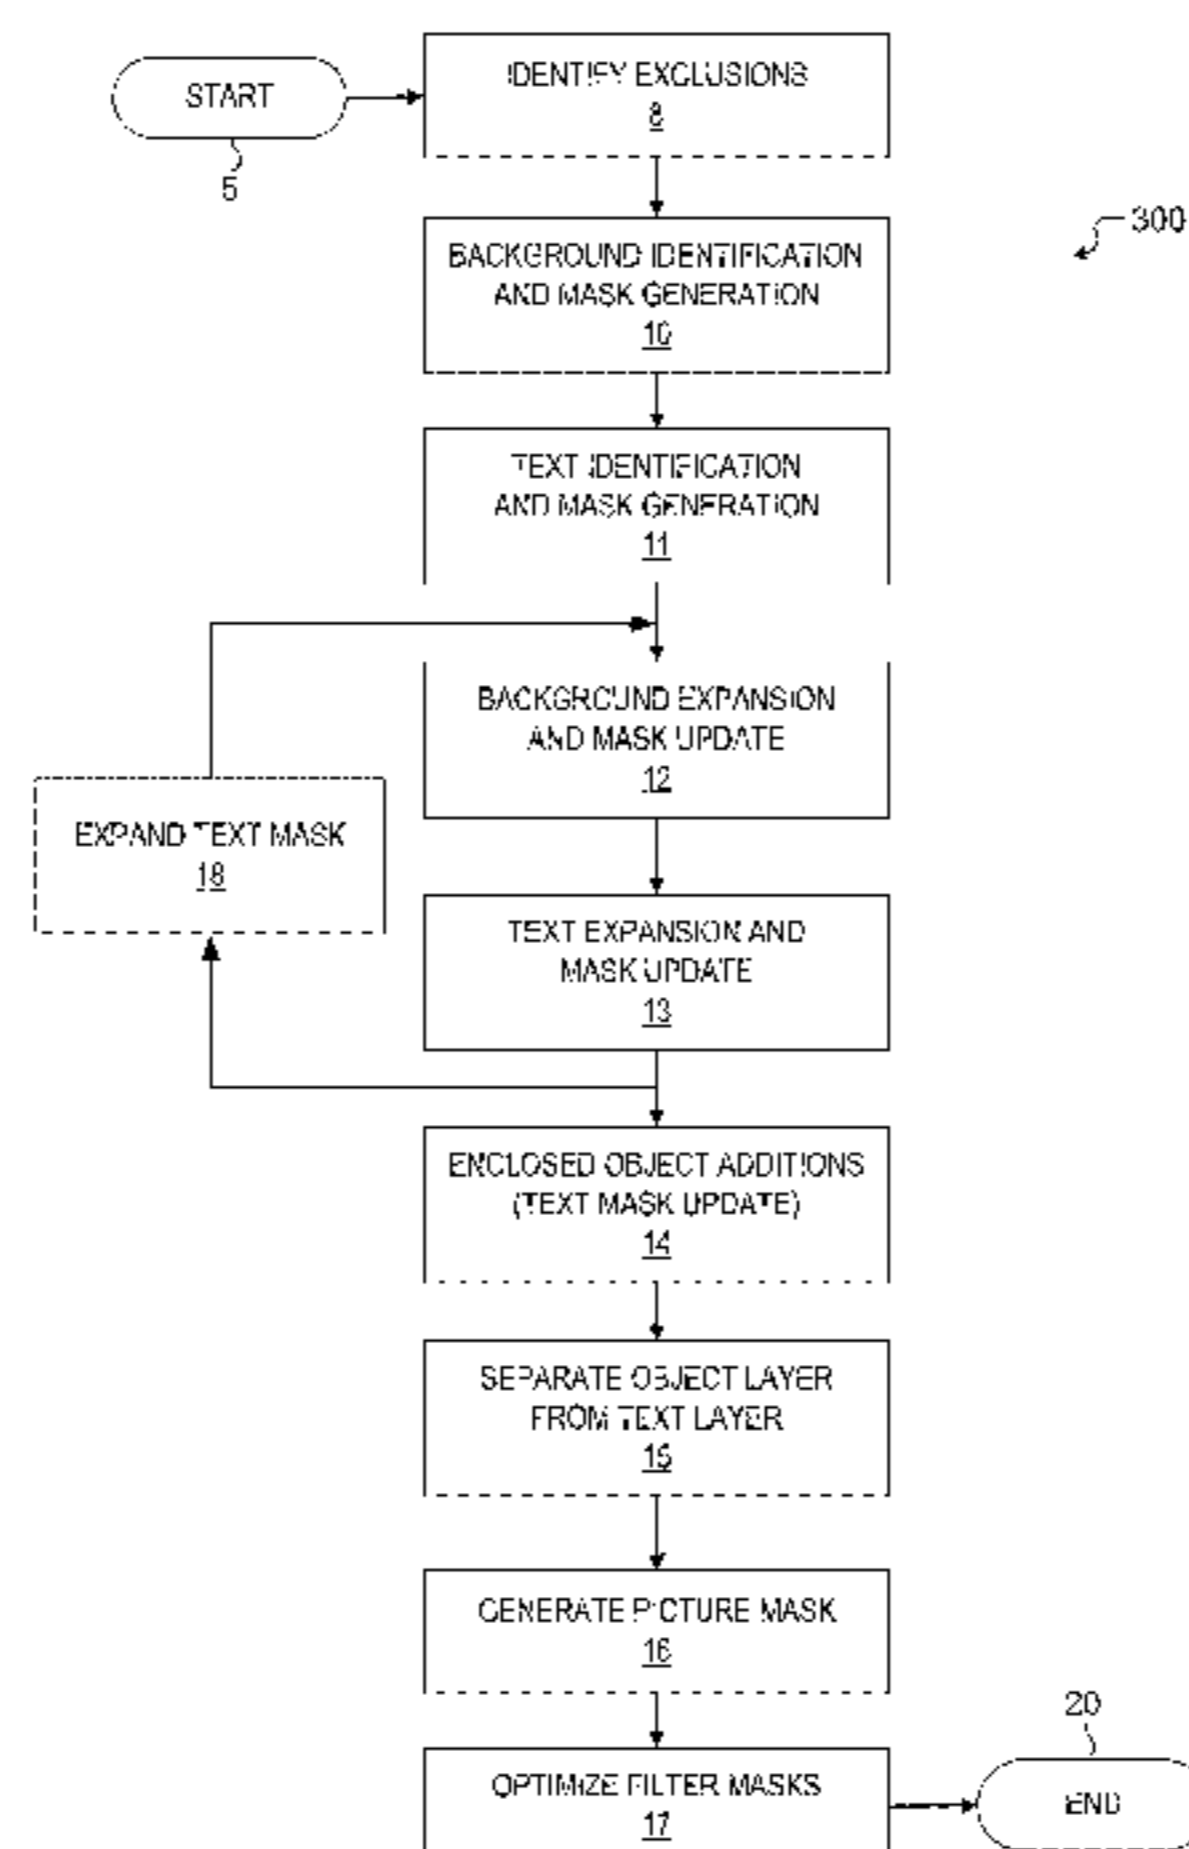 START
5
IDENTIFY EXCLUSIONS
8
300
BACKGROUND IDENTIFICATION
AND MASK GENERATION
10
TEXT IDENTIFICATION
AND MASK GENERATION
11
BACKGROUND EXPANSION
AND MASK UPDATE
12
EXPAND TEXT MASK
18
TEXT EXPANSION AND
MASK UPDATE
13
ENCLOSED OBJECT ADDITIONS
(TEXT MASK UPDATE)
14
SEPARATE OBJECT LAYER
FROM TEXT LAYER
15
GENERATE PICTURE MASK
16
OPTIMIZE FILTER MASKS
17
20
END